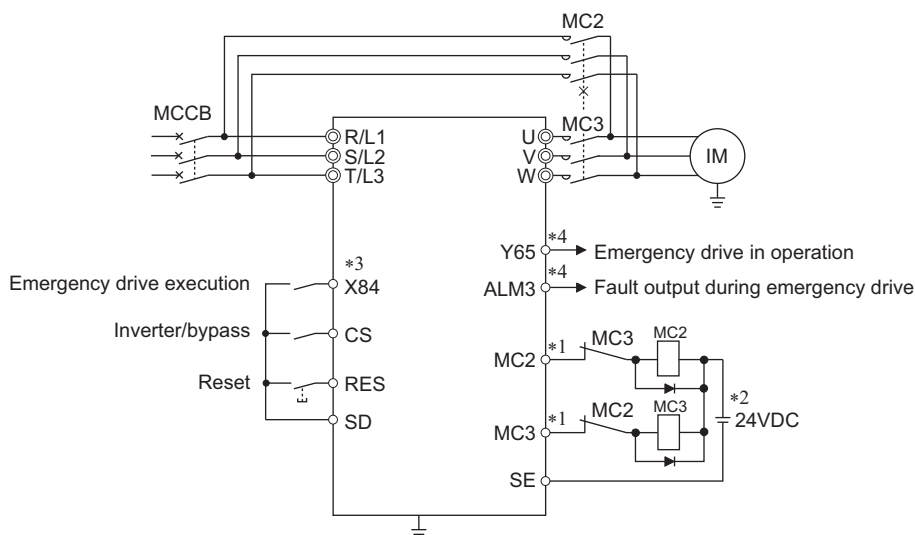 MC2
MCCB
MC3
R/L1
S/L2
T/L3
U
V
W
IM
*3
*4
Y65
Emergency drive in operation
*4
ALM3
Fault output during emergency drive
Emergency drive execution
X84
Inverter/bypass
CS
Reset
RES
SD
MC2
*1
MC3
MC2
*2
24VDC
MC3
*1
MC2
MC3
SE